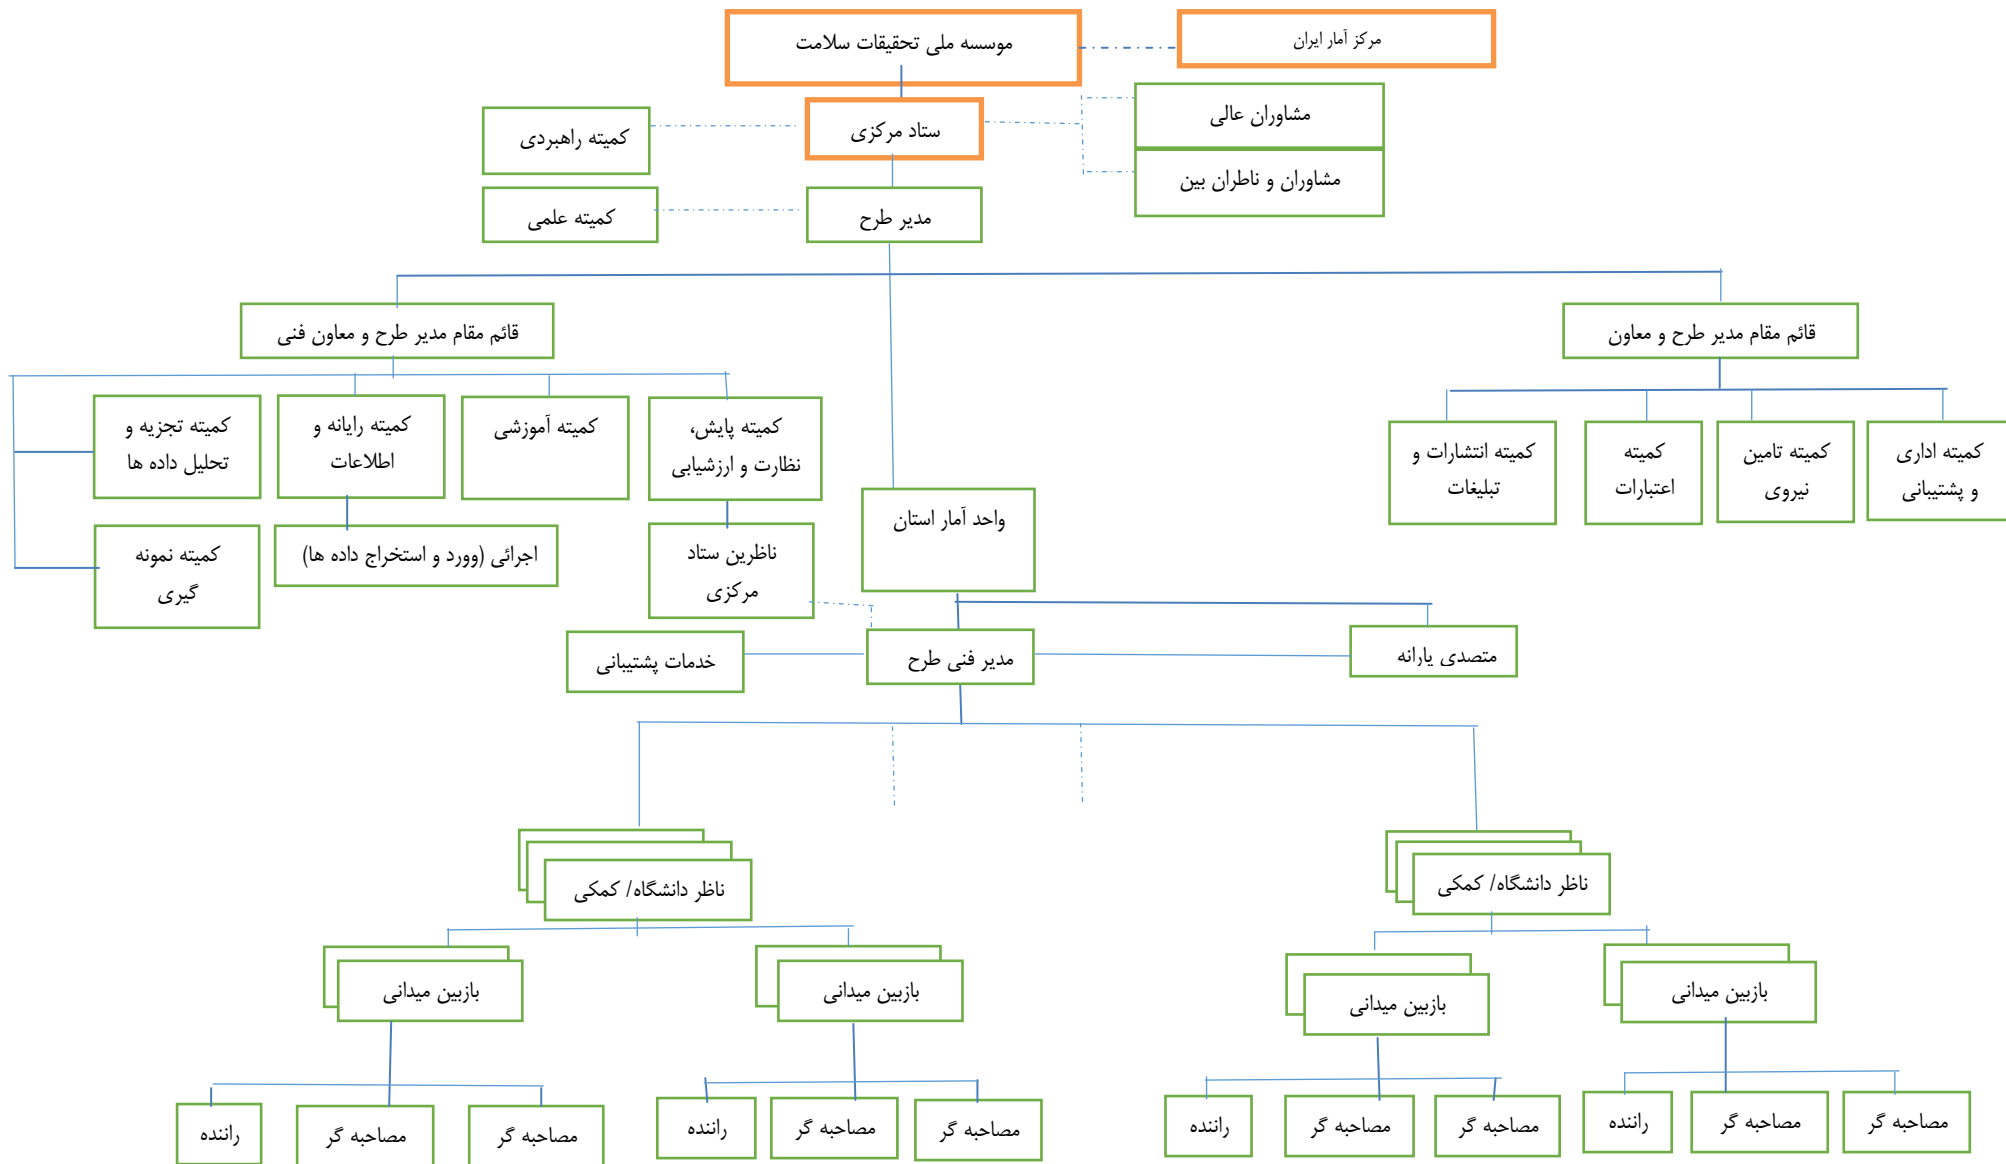 مرکز آمار ایران
موسسه ملی تحقیقات سلامت
مشاوران عالی
ستاد مرکزی
کمیته راهبردی
مشاوران و ناطران بین
مدیر طرح
کمیته علمی
قائم مقام مدیر طرح و معاون
قائم مقام مدیر طرح و معاون فنی
کمیته اداری
و پشتیبانی
کمیته تامین
نیروی
کمیته
اعتبارات
کمیته انتشارات و
تبلیغات
کمیته پایش،
نظارت و ارزشیابی
کمیته آموزشی
کمیته رایانه و
اطلاعات
کمیته تجزیه و
تحلیل داده ها
واحد آمار استان
ناظرین ستاد
مرکزی
اجرائی (وورد و استخراج داده ها)
کمیته نمونه
گیری
متصدی یارانه
مدیر فنی طرح
خدمات پشتیبانی
ناظر دانشگاه/ کمکی
ناظر دانشگاه/ کمکی
بازبین میدانی
بازبین میدانی
بازبین میدانی
بازبین میدانی
مصاحبه گر
مصاحبه گر
راننده
مصاحبه گر
مصاحبه گر
راننده
مصاحبه گر
مصاحبه گر
راننده
مصاحبه گر
مصاحبه گر
راننده